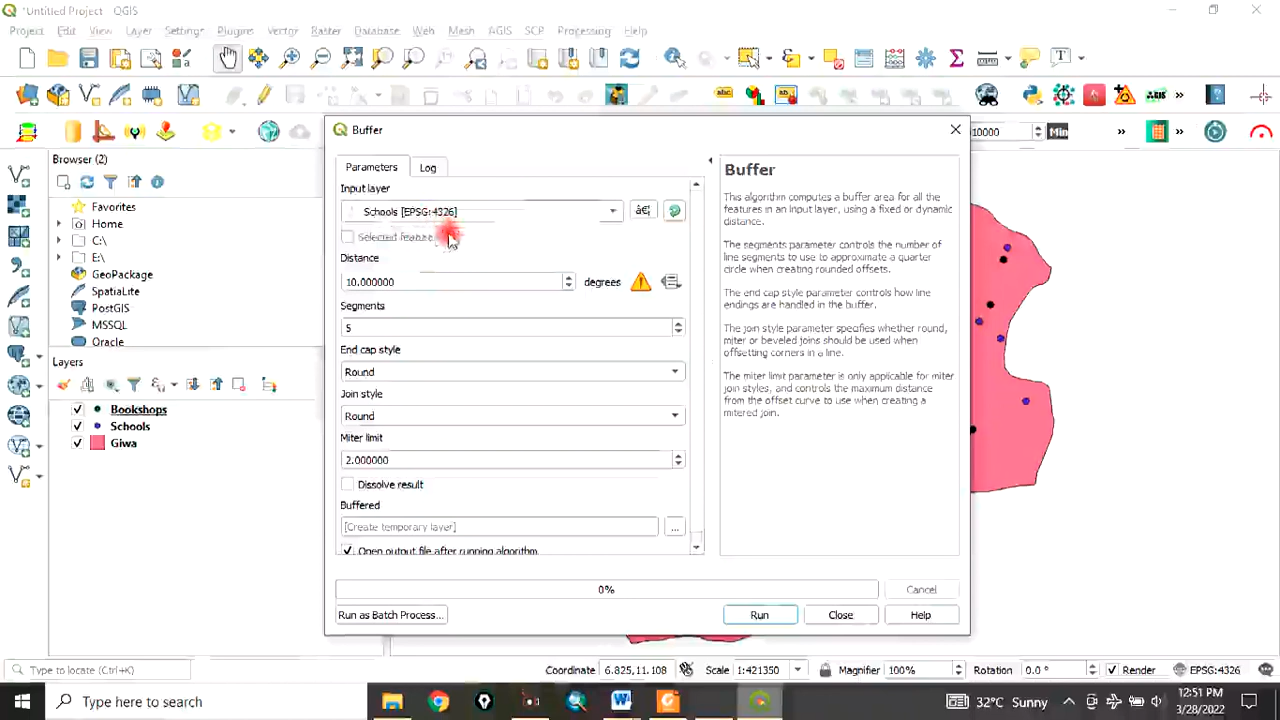 *Untitled Project — QGIS
Project Edit View Layer Settings Plugins Vector Raster Database Web Mesh AGIS SCP Processing Help
10000
Min
Browser (2)
Favorites
Home
C:\
E:\
GeoPackage
SpatiaLite
PostGIS
MSSQL
Oracle
Layers
Bookshops
Schools
Giwa
Buffer
Parameters
Log
Input layer
Schools [EPSG:4326]
â€¦
Distance
10.000000
degrees
Segments
5
End cap style
Round
Join style
Round
Miter limit
2.000000
Dissolve result
Buffered
[Create temporary layer]
...
Open output file after running algorithm
Buffer
This algorithm computes a buffer area for all the
features in an input layer, using a fixed or dynamic
distance.
The segments parameter controls the number of
line segments to use to approximate a quarter
circle when creating rounded offsets.
The end cap style parameter controls how line
endings are handled in the buffer.
The join style parameter specifies whether round,
miter or beveled joins should be used when
offsetting corners in a line.
The miter limit parameter is only applicable for miter
join styles, and controls the maximum distance
from the offset curve to use when creating a
mitered join.
0%
Cancel
Run as Batch Process...
Run
Close
Help
Type to locate (Ctrl+K)
Coordinate 6.825,11.108
Scale 1:421350
Magnifier 100%
Rotation 0.0 °
Render
EPSG:4326
Type here to search
32°C Sunny
12:51 PM
3/28/2022